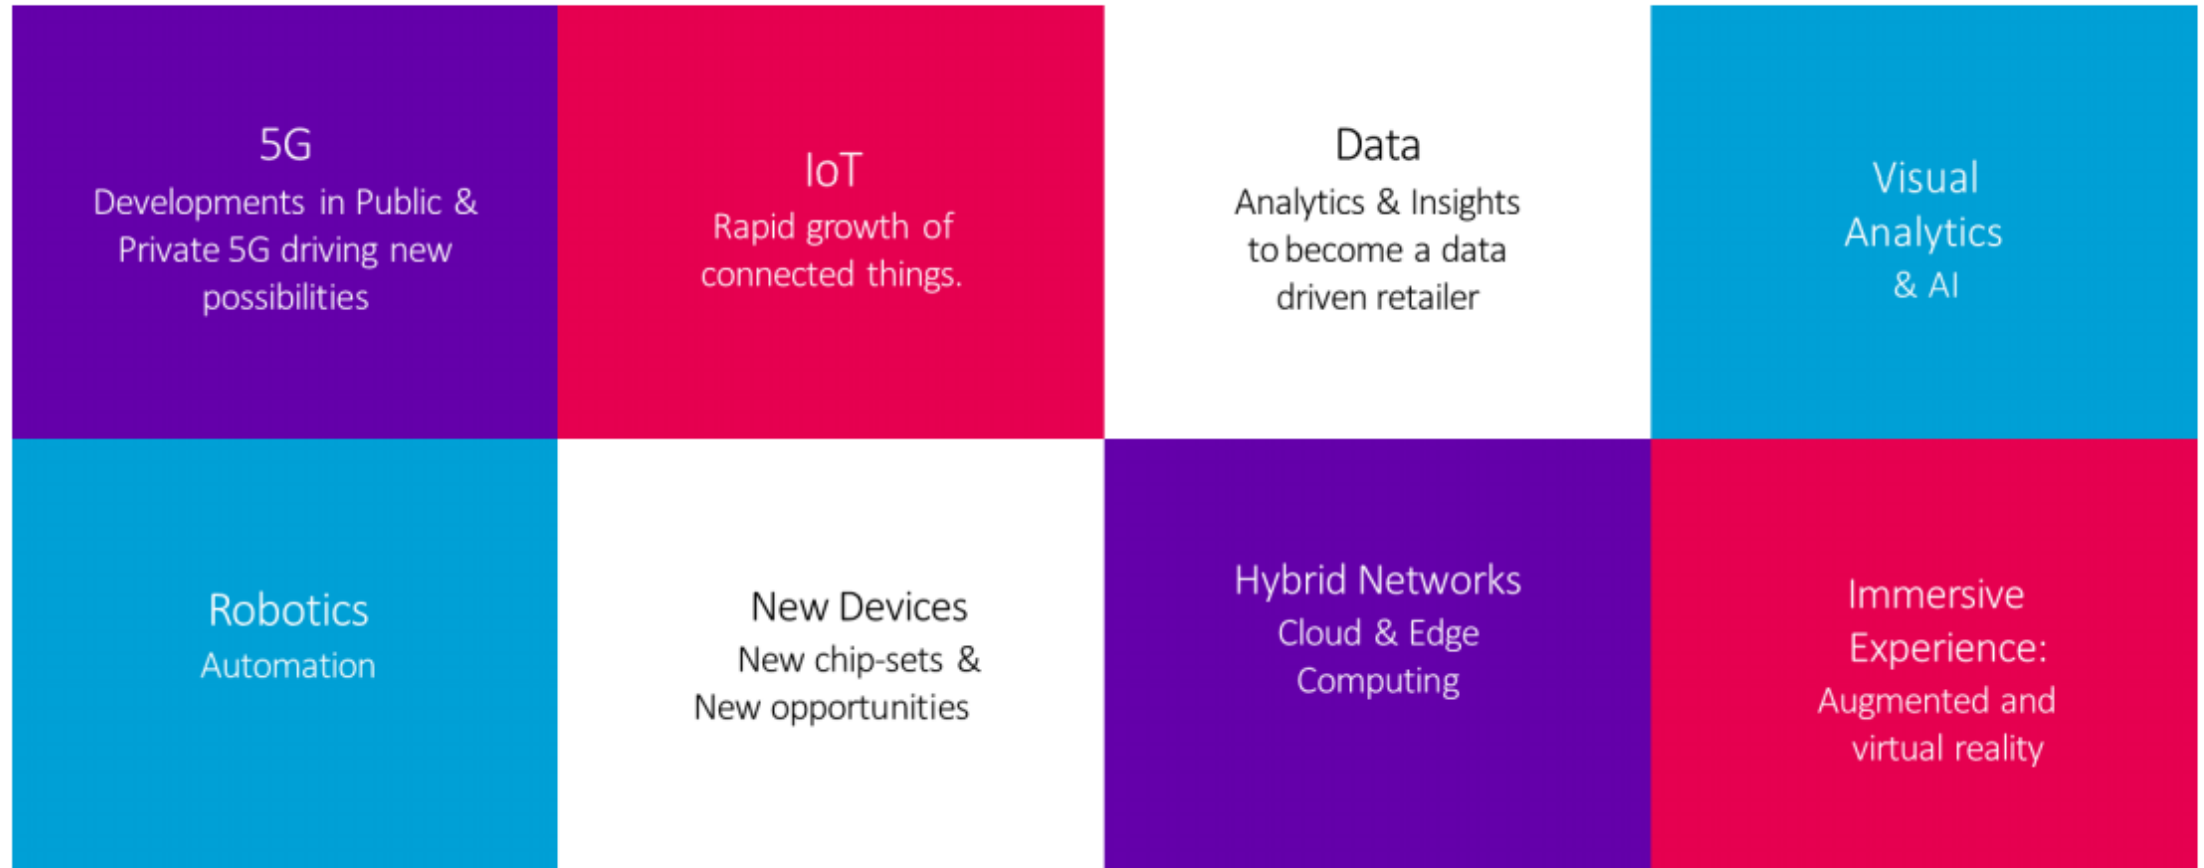 5G
Developments in Public &
Private 5G driving new
possibilities
IoT
Rapid growth of
connected things.
Data
Analytics & Insights
to become a data
driven retailer
Visual
Analytics
& AI
Robotics
Automation
New Devices
New chip-sets &
New opportunities
Hybrid Networks
Cloud & Edge
Computing
Immersive
Experience:
Augmented and
virtual reality